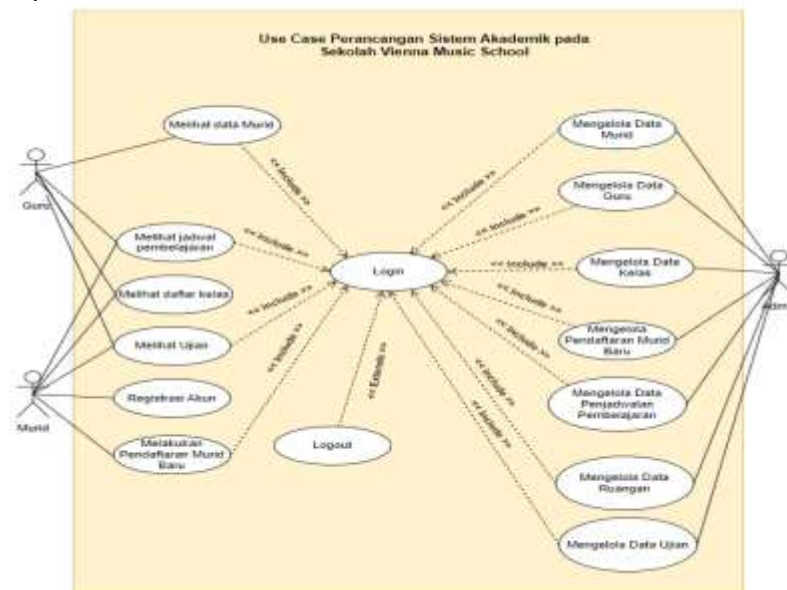 Use Case Perancangan Sistem Akademik pada
Sekolah Vienna Music School
Melihat data Murid
Guru
Melihat jadwal
pembelajaran
Melihat daftar kelas
Melihat Ujian
Murid
Registrasi Akun
Melakukan
Pendaftaran Murid
Baru
Login
Logout
<< Include >>
<< Include >>
<< Include >>
<< Include >>
<< Extends >>
<< Include >>
<< Include >>
<< Include >>
<< Include >>
<< Include >>
<< Include >>
<< Include >>
Mengelola Data
Murid
Mengelola Data
Guru
Mengelola Data
Kelas
Mengelola
Pendaftaran Murid
Baru
Mengelola Data
Penjadwalan
Pembelajaran
Mengelola Data
Ruangan
Mengelola Data Ujian